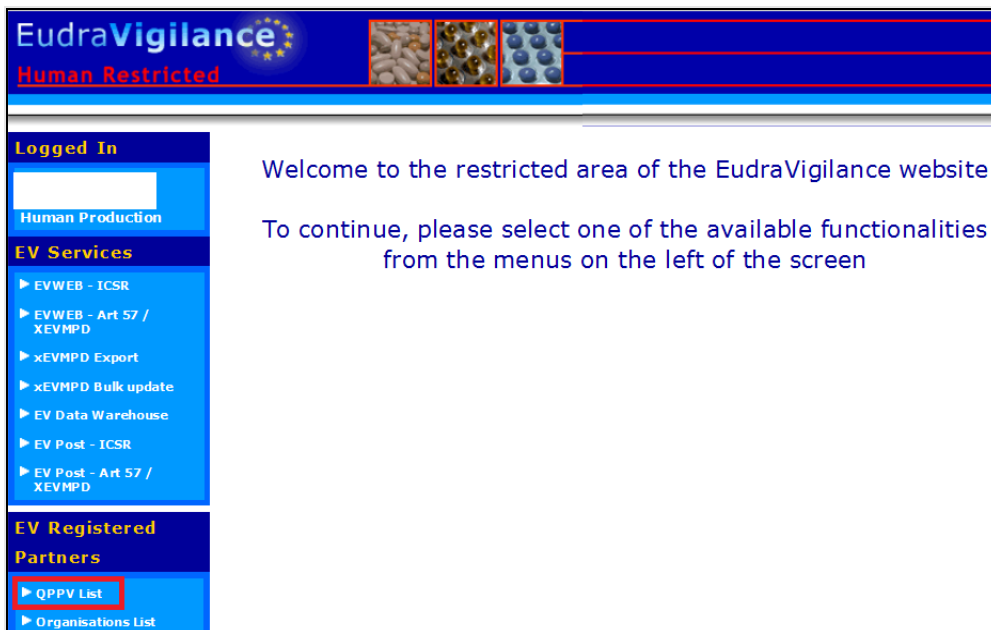 EudraVigilance
Human Restricted
Logged In
Human Production
EV Services
EVWEB - ICSR
EVWEB - Art 57 /
XEVMPD
xEVMPD Export
xEVMPD Bulk update
EV Data Warehouse
EV Post - ICSR
EV Post - Art 57 /
XEVMPD
EV Registered
Partners
QPPV List
Organisations List
Welcome to the restricted area of the EudraVigilance website
To continue, please select one of the available functionalities
from the menus on the left of the screen